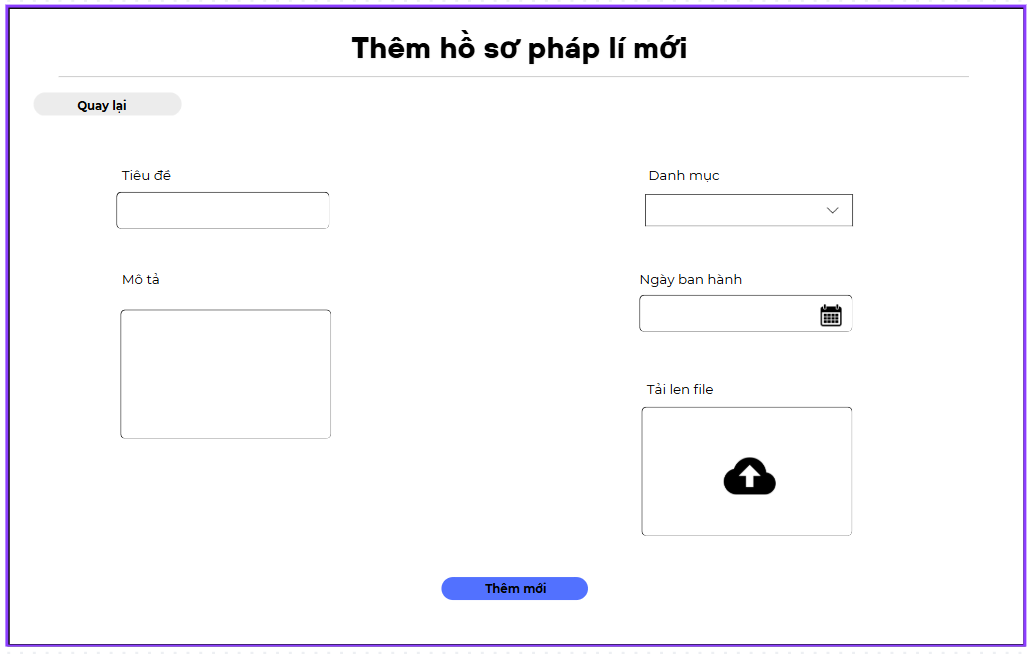 Thêm hồ sơ pháp lí mới
Quay lại
Tiêu đề
Danh mục
Mô tả
Ngày ban hành
Tải len file
Thêm mới